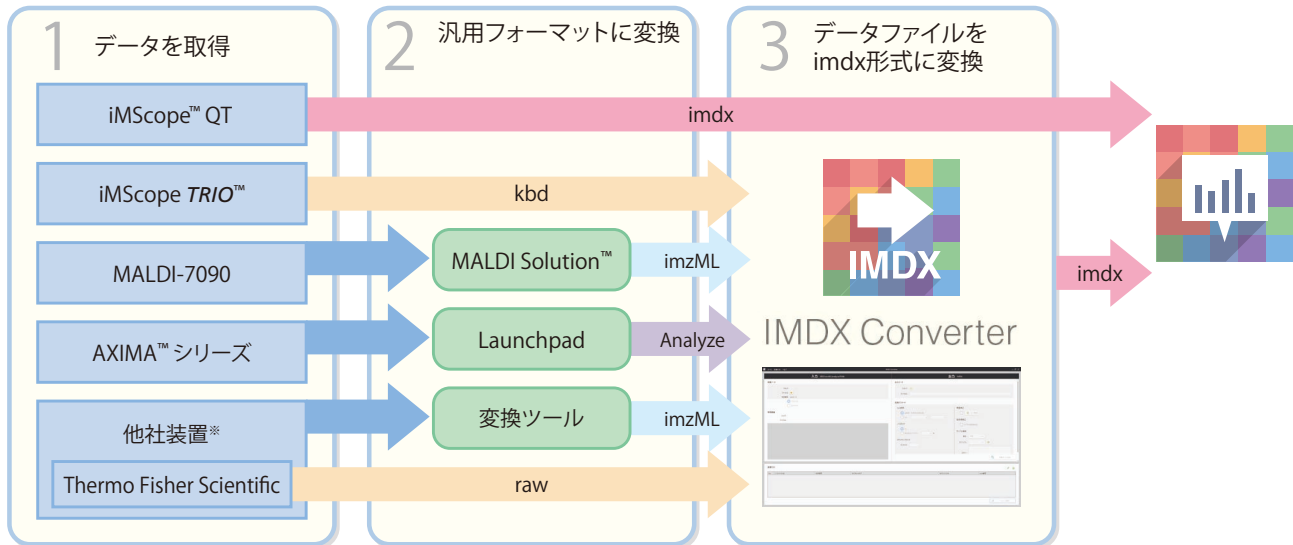 1 データを取得
2 汎用フォーマットに変換
3 データファイルを
imdx形式に変換
iMScope™ QT
imdx
iMScope TRIO™
kbd
MALDI-7090
MALDI Solution™
imzML
AXIMA™ シリーズ
Launchpad
Analyze
他社装置※
変換ツール
imzML
Thermo Fisher Scientific
raw
IMDX
IMDX Converter
imdx